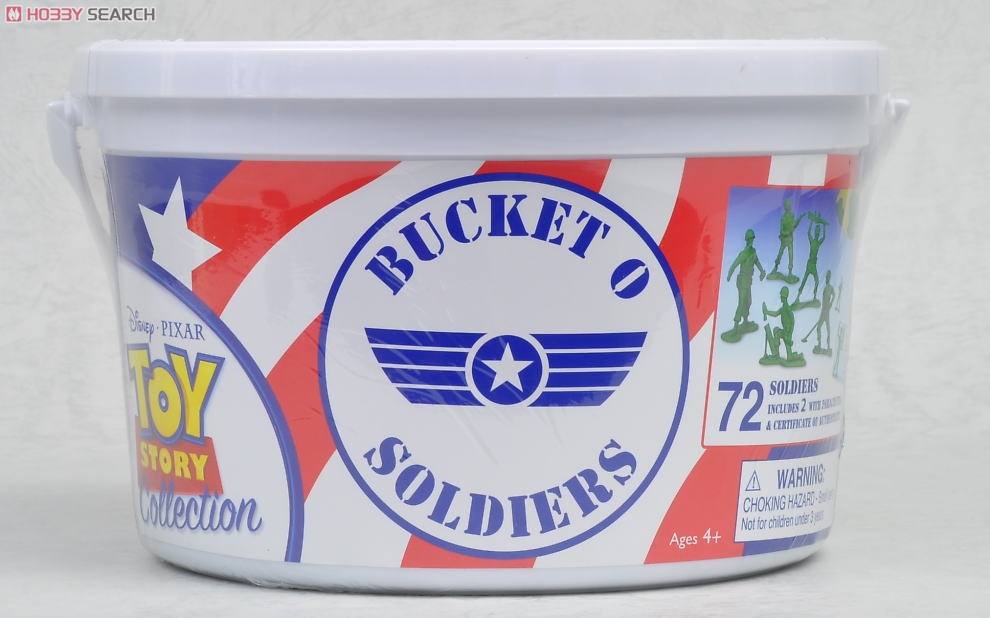 HOBBY SEARCH
BUCKET O
SOLDIERS
Disney · PIXAR
TOY
STORY
Collection
72 SOLDIERS
INCLUDES 2 WITH
& CERTIFICATE OF
WARNING:
CHOKING HAZARD -
Not for children under 3 years
Ages 4+